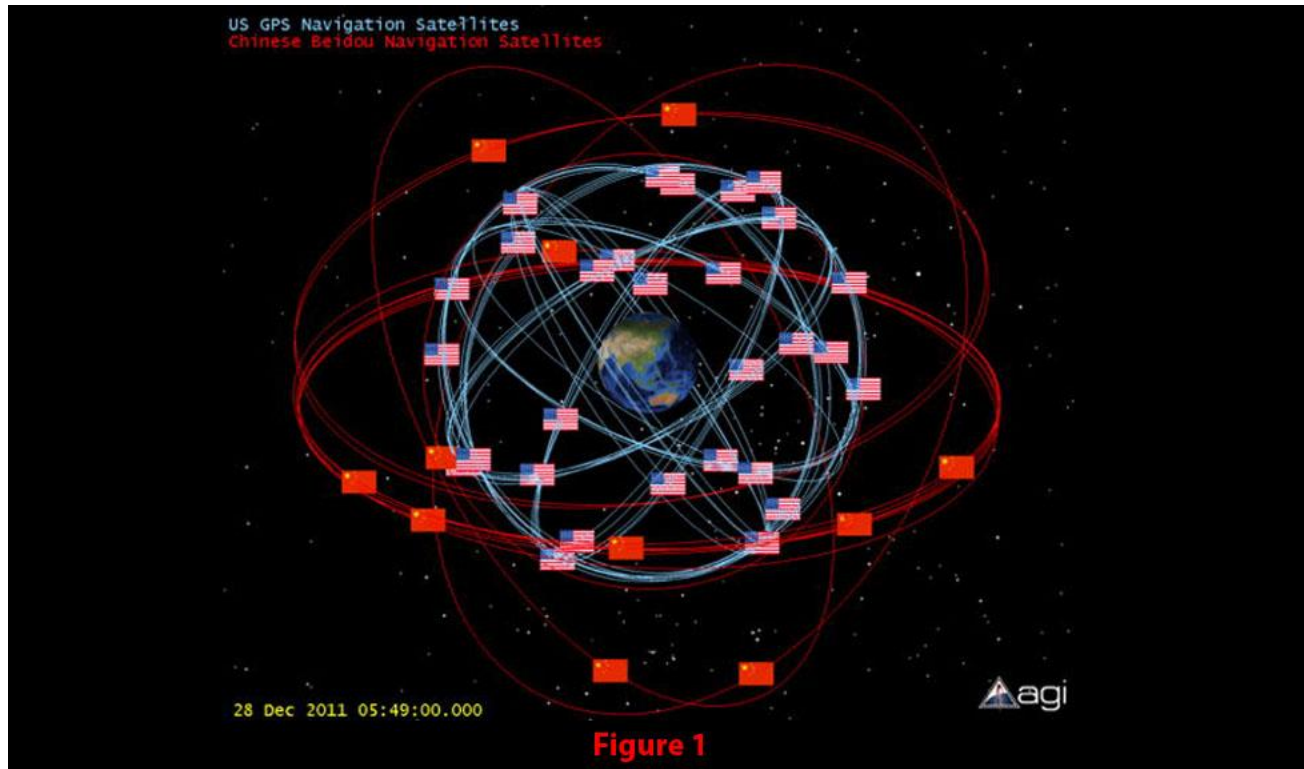 US GPS Navigation Satellites
Chinese Beidou Navigation Satellites
28 Dec 2011 05:49:00.000
agi
Figure 1